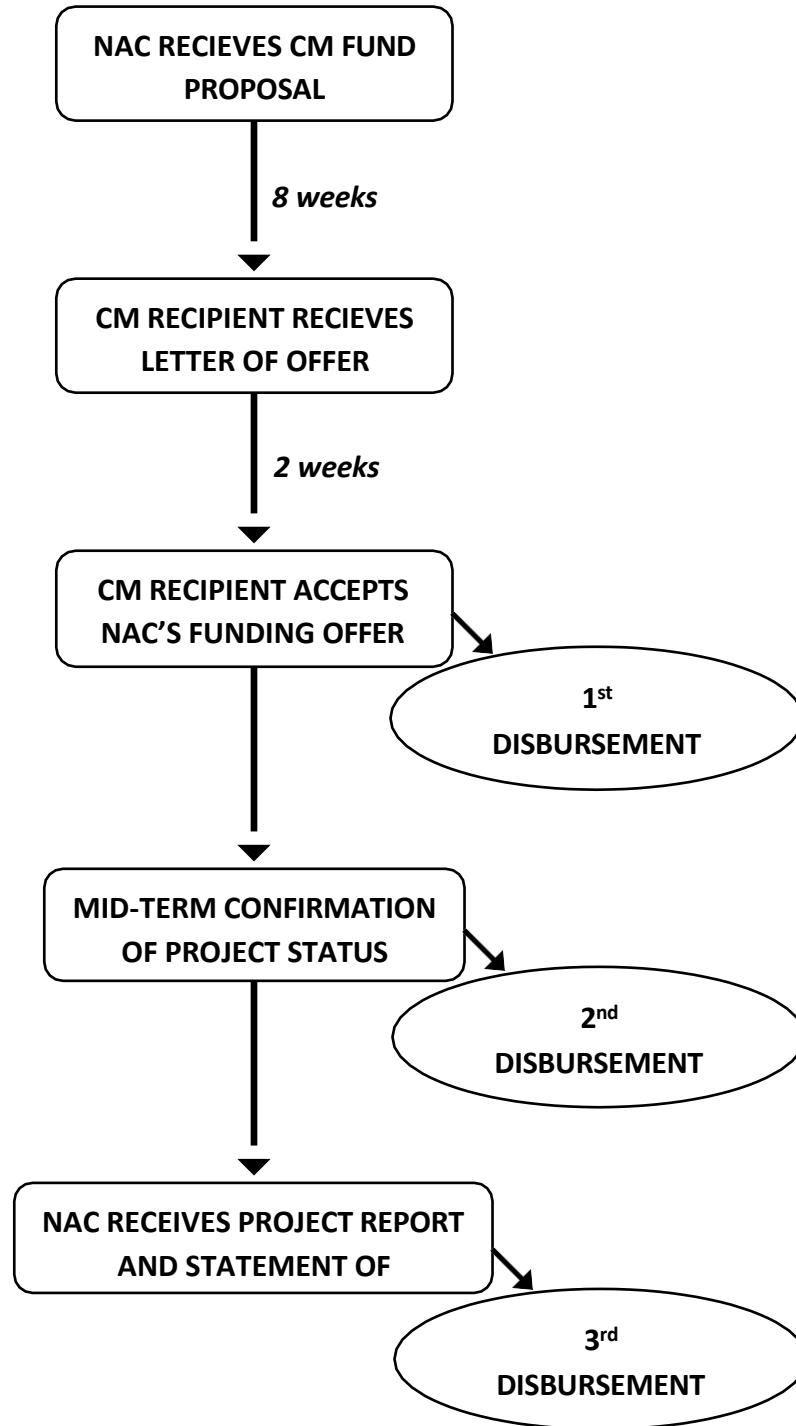 NAC RECIEVES CM FUND
PROPOSAL
8 weeks
CM RECIPIENT RECIEVES
LETTER OF OFFER
2 weeks
CM RECIPIENT ACCEPTS
NAC’S FUNDING OFFER
1st
DISBURSEMENT
MID-TERM CONFIRMATION
OF PROJECT STATUS
2nd
DISBURSEMENT
NAC RECEIVES PROJECT REPORT
AND STATEMENT OF
3rd
DISBURSEMENT